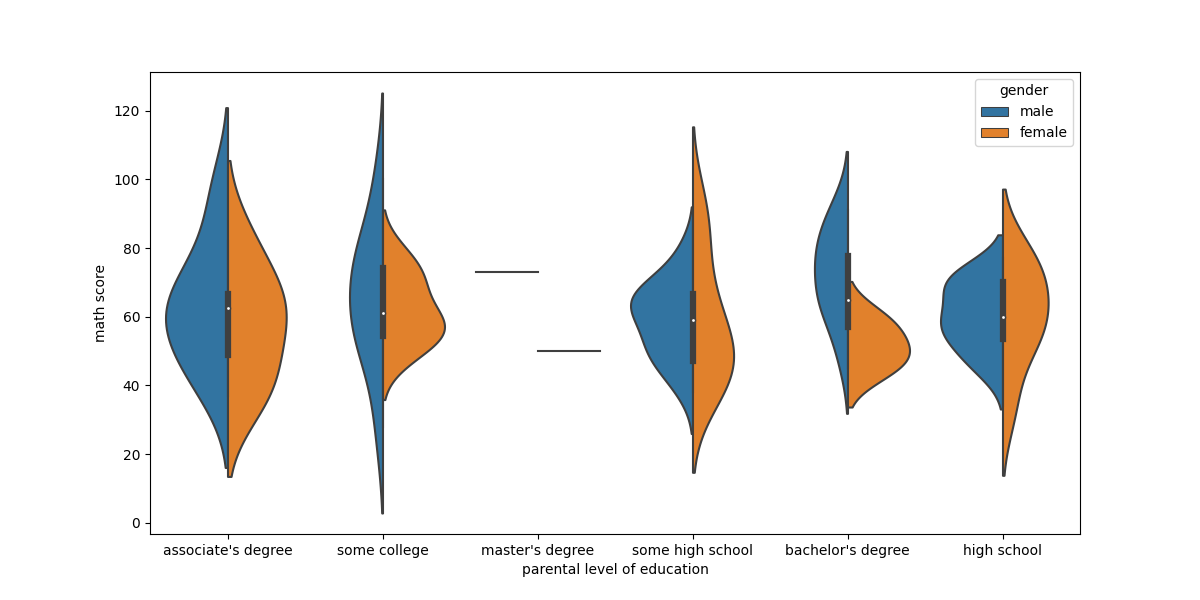 gender
male
female
120
100
80
60
40
20
0
math score
associate's degree
some college
master's degree
some high school
bachelor's degree
high school
parental level of education